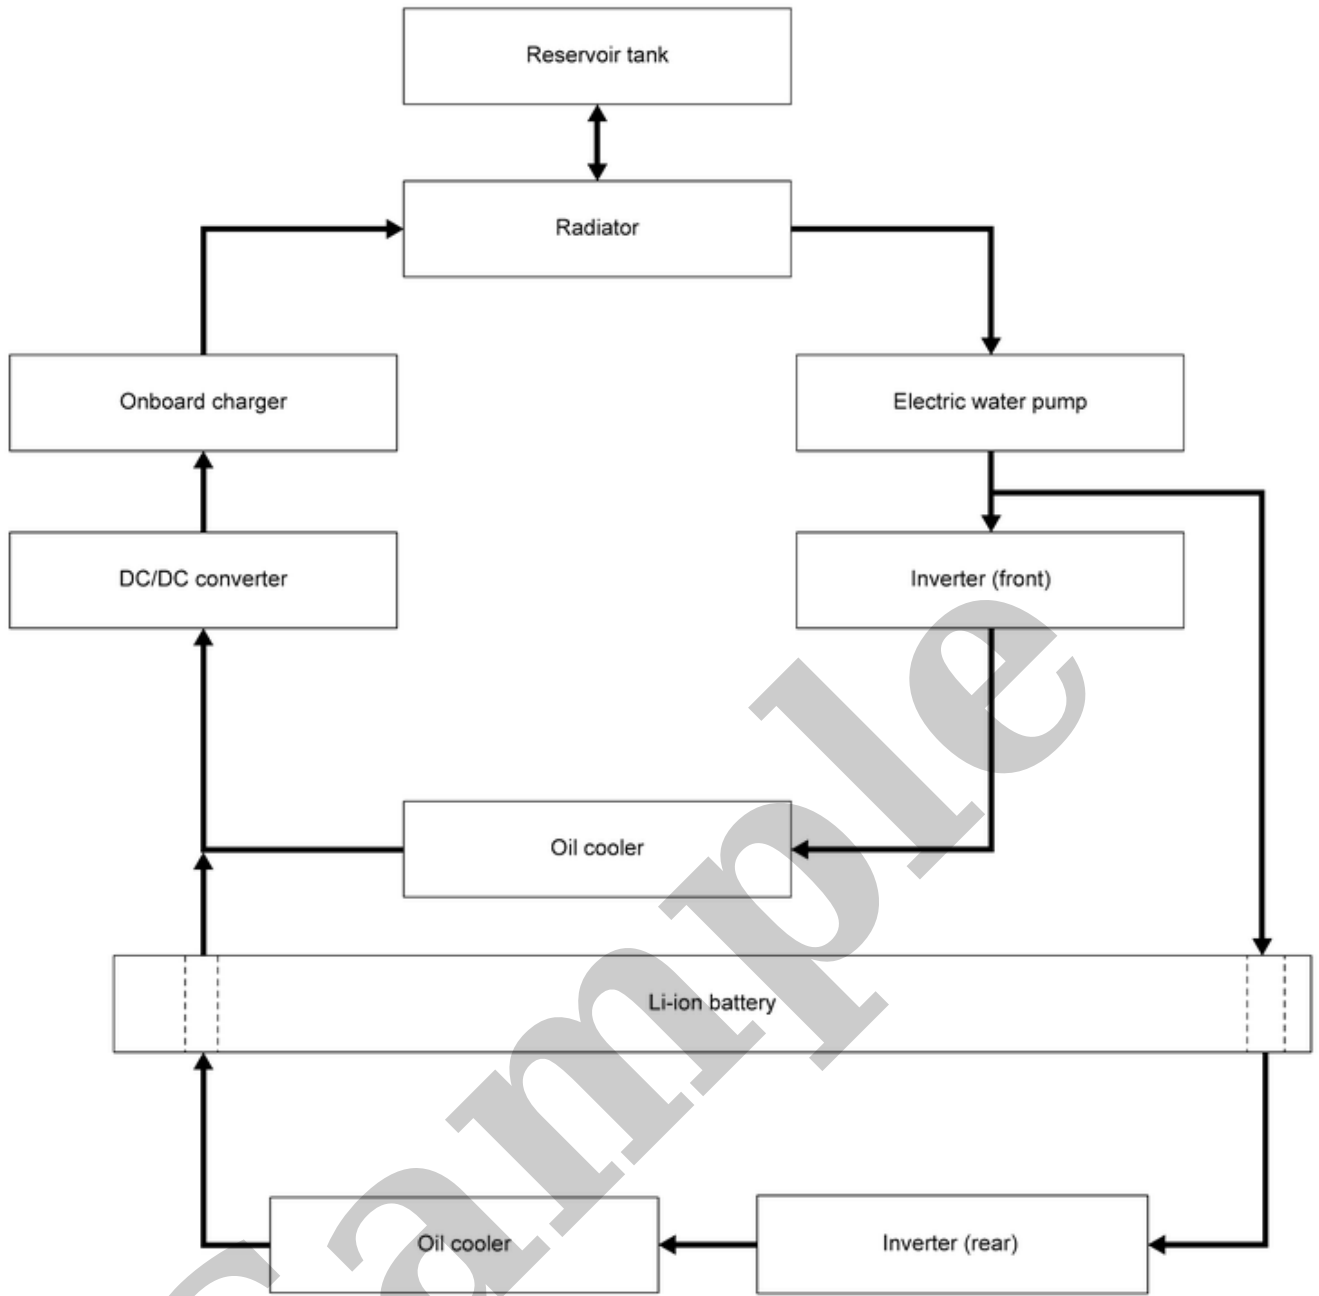 Reservoir tank
Radiator
Onboard charger
Electric water pump
DC/DC converter
Inverter (front)
Oil cooler
Li-ion battery
Oil cooler
Inverter (rear)
Sample